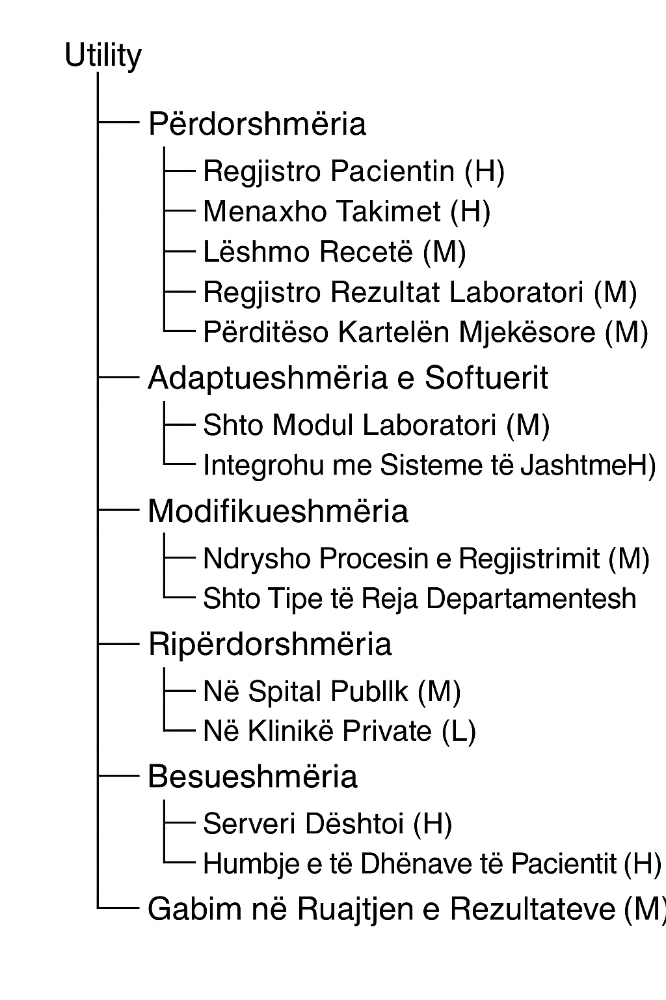 Utility
Përdorshmëria
Regjistro Pacientin (H)
Menaxho Takimet (H)
Lëshmo Recetë (M)
Regjistro Rezultat Laboratori (M)
Përditëso Kartelën Mjekësore (M)
Adaptueshmëria e Softuerit
Shto Modul Laboratori (M)
Integrohu me Sisteme të JashtmeH)
Modifikueshmëria
Ndrysho Procesin e Regjistrimit (M)
Shto Tipe të Reja Departamentesh
Ripërdorshmëria
Në Spital Publlk (M)
Në Klinikë Private (L)
Besueshmëria
Serveri Dështoi (H)
Humbje e të Dhënave të Pacientit (H)
Gabim në Ruajtjen e Rezultateve (M)